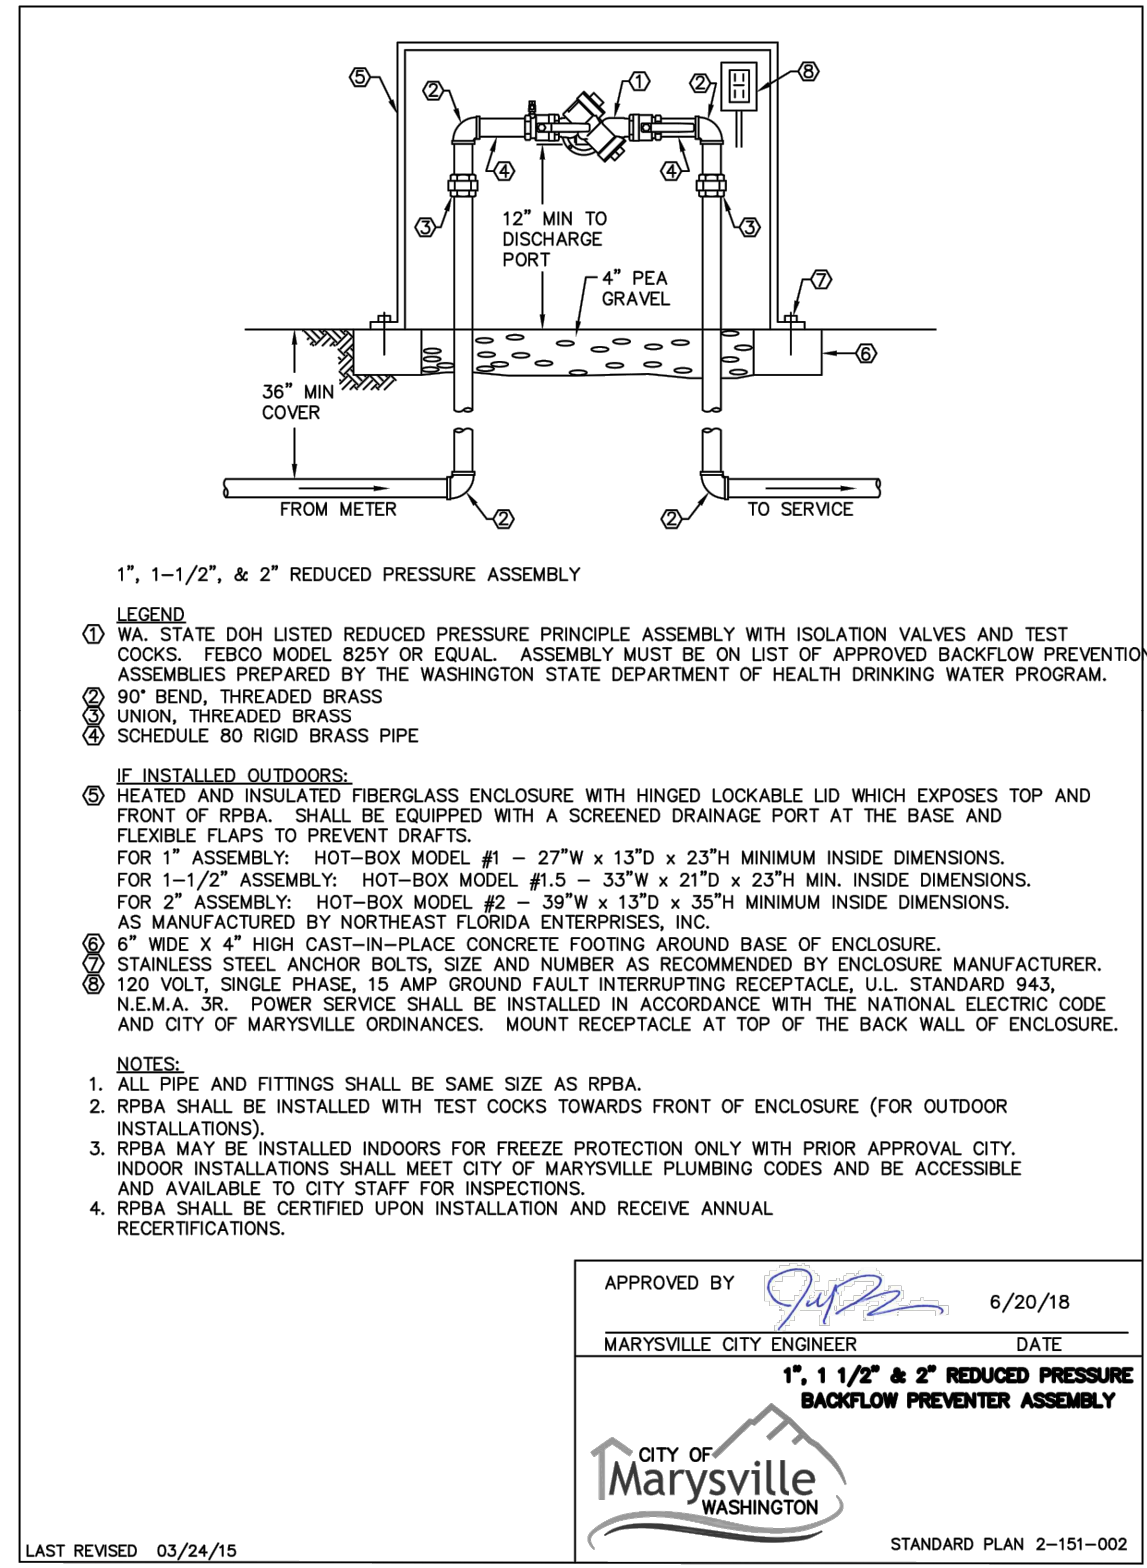 5
2
1
2
8
4
4
3
3
12" MIN TO
DISCHARGE
PORT
4" PEA
GRAVEL
7
6
36" MIN
COVER
FROM METER
2
2
TO SERVICE
1", 1-1/2", & 2" REDUCED PRESSURE ASSEMBLY
LEGEND
1 WA. STATE DOH LISTED REDUCED PRESSURE PRINCIPLE ASSEMBLY WITH ISOLATION VALVES AND TEST
COCKS. FEBCO MODEL 825Y OR EQUAL. ASSEMBLY MUST BE ON LIST OF APPROVED BACKFLOW PREVENTION
ASSEMBLIES PREPARED BY THE WASHINGTON STATE DEPARTMENT OF HEALTH DRINKING WATER PROGRAM.
2 90° BEND, THREADED BRASS
3 UNION, THREADED BRASS
4 SCHEDULE 80 RIGID BRASS PIPE
IF INSTALLED OUTDOORS:
5 HEATED AND INSULATED FIBERGLASS ENCLOSURE WITH HINGED LOCKABLE LID WHICH EXPOSES TOP AND
FRONT OF RPBA. SHALL BE EQUIPPED WITH A SCREENED DRAINAGE PORT AT THE BASE AND
FLEXIBLE FLAPS TO PREVENT DRAFTS.
FOR 1" ASSEMBLY: HOT-BOX MODEL #1 - 27"W x 13"D x 23"H MINIMUM INSIDE DIMENSIONS.
FOR 1-1/2" ASSEMBLY: HOT-BOX MODEL #1.5 - 33"W x 21"D x 23"H MIN. INSIDE DIMENSIONS.
FOR 2" ASSEMBLY: HOT-BOX MODEL #2 - 39"W x 13"D x 35"H MINIMUM INSIDE DIMENSIONS.
AS MANUFACTURED BY NORTHEAST FLORIDA ENTERPRISES, INC.
6 6" WIDE X 4" HIGH CAST-IN-PLACE CONCRETE FOOTING AROUND BASE OF ENCLOSURE.
7 STAINLESS STEEL ANCHOR BOLTS, SIZE AND NUMBER AS RECOMMENDED BY ENCLOSURE MANUFACTURER.
8 120 VOLT, SINGLE PHASE, 15 AMP GROUND FAULT INTERRUPTING RECEPTACLE, U.L. STANDARD 943,
N.E.M.A. 3R. POWER SERVICE SHALL BE INSTALLED IN ACCORDANCE WITH THE NATIONAL ELECTRIC CODE
AND CITY OF MARYSVILLE ORDINANCES. MOUNT RECEPTACLE AT TOP OF THE BACK WALL OF ENCLOSURE.
NOTES:
1. ALL PIPE AND FITTINGS SHALL BE SAME SIZE AS RPBA.
2. RPBA SHALL BE INSTALLED WITH TEST COCKS TOWARDS FRONT OF ENCLOSURE (FOR OUTDOOR
INSTALLATIONS).
3. RPBA MAY BE INSTALLED INDOORS FOR FREEZE PROTECTION ONLY WITH PRIOR APPROVAL CITY.
INDOOR INSTALLATIONS SHALL MEET CITY OF MARYSVILLE PLUMBING CODES AND BE ACCESSIBLE
AND AVAILABLE TO CITY STAFF FOR INSPECTIONS.
4. RPBA SHALL BE CERTIFIED UPON INSTALLATION AND RECEIVE ANNUAL
RECERTIFICATIONS.
APPROVED BY 6/20/18
MARYSVILLE CITY ENGINEER DATE
1", 1 1/2" & 2" REDUCED PRESSURE
BACKFLOW PREVENTER ASSEMBLY
CITY OF
Marysville
WASHINGTON
STANDARD PLAN 2-151-002
LAST REVISED 03/24/15